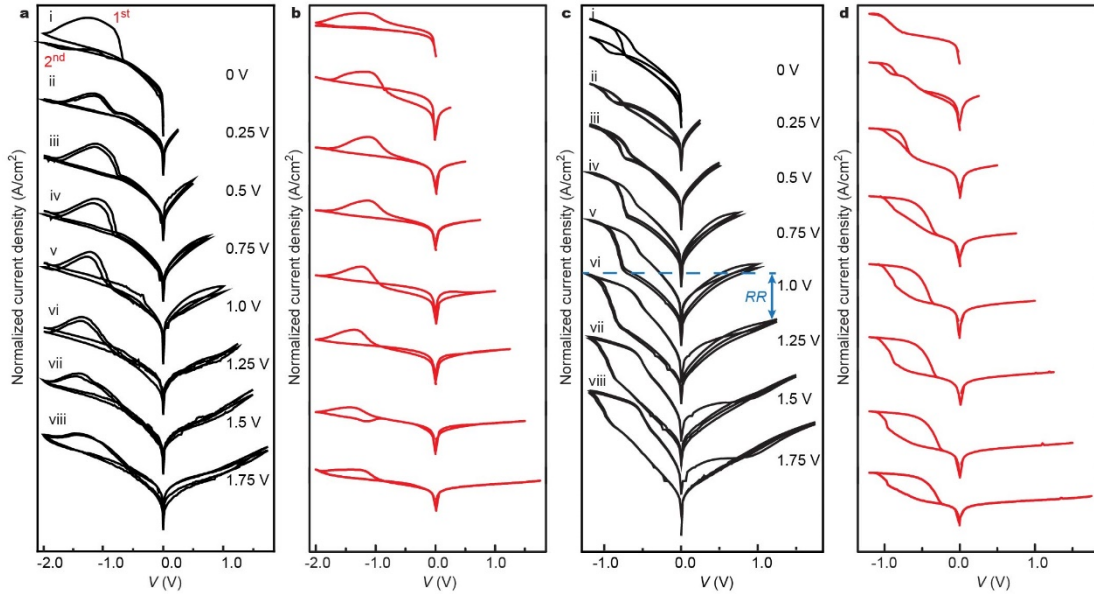 a
i
1st
2nd
ii
iii
iv
v
vi
vii
viii
0 V
0.25 V
0.5 V
0.75 V
1.0 V
1.25 V
1.5 V
1.75 V
Normalized current density (A/cm²)
-2.0 -1.0 0.0 1.0
V (V)
b
Normalized current density (A/cm²)
-2.0 -1.0 0.0 1.0
V (V)
c
i
ii
iii
iv
v
vi
vii
viii
0 V
0.25 V
0.5 V
0.75 V
1.0 V
RR
1.25 V
1.5 V
1.75 V
Normalized current density (A/cm²)
-1.0 0.0 1.0
V (V)
d
Normalized current density (A/cm²)
-1.0 0.0 1.0
V (V)